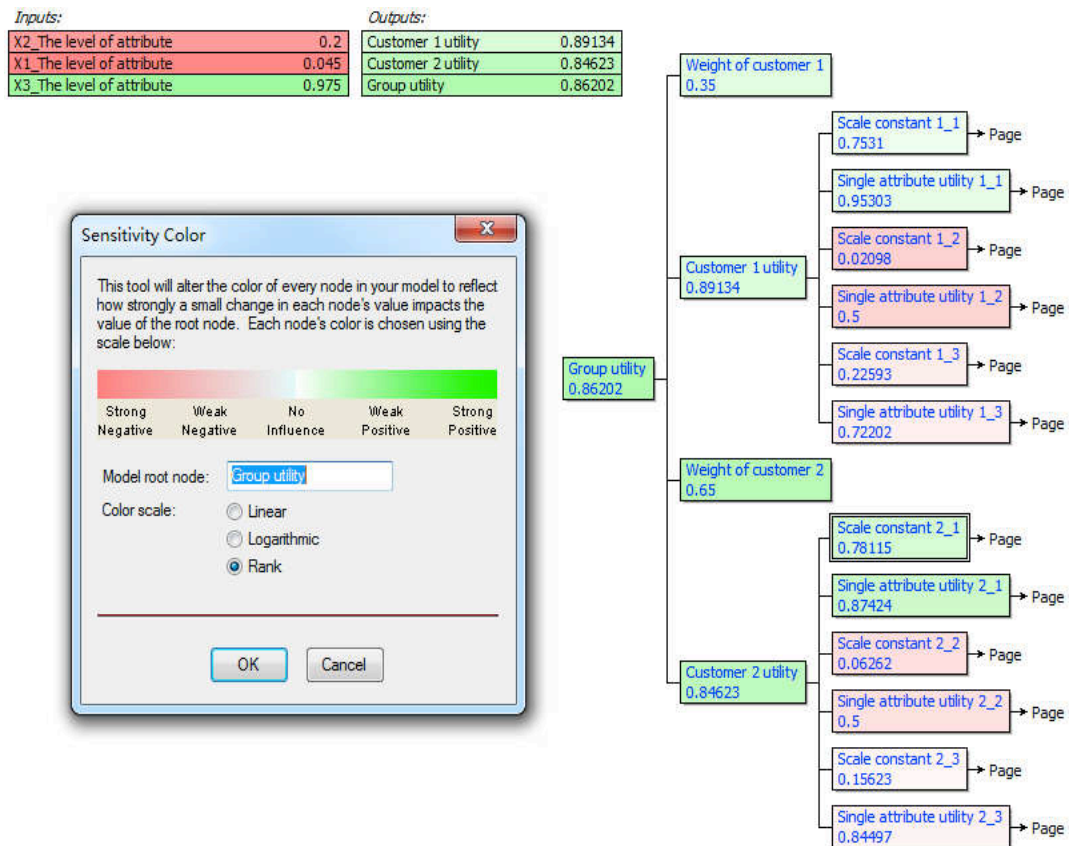 Inputs:
X2_The level of attribute 0.2
X1_The level of attribute 0.045
X3_The level of attribute 0.975
Outputs:
Customer 1 utility 0.89134
Customer 2 utility 0.84623
Group utility 0.86202
Sensitivity Color
This tool will alter the color of every node in your model to reflect
how strongly a small change in each node's value impacts the
value of the root node. Each node's color is chosen using the
scale below:
Strong Negative
Weak Negative
No Influence
Weak Positive
Strong Positive
Model root node: Group utility
Color scale:
Linear
Logarithmic
Rank
OK
Cancel
Group utility
0.86202
Weight of customer 1
0.35
Customer 1 utility
0.89134
Scale constant 1_1
0.7531
Page
Single attribute utility 1_1
0.95303
Page
Scale constant 1_2
0.02098
Page
Single attribute utility 1_2
0.5
Page
Scale constant 1_3
0.22593
Page
Single attribute utility 1_3
0.72202
Page
Weight of customer 2
0.65
Customer 2 utility
0.84623
Scale constant 2_1
0.78115
Page
Single attribute utility 2_1
0.87424
Page
Scale constant 2_2
0.06262
Page
Single attribute utility 2_2
0.5
Page
Scale constant 2_3
0.15623
Page
Single attribute utility 2_3
0.84497
Page